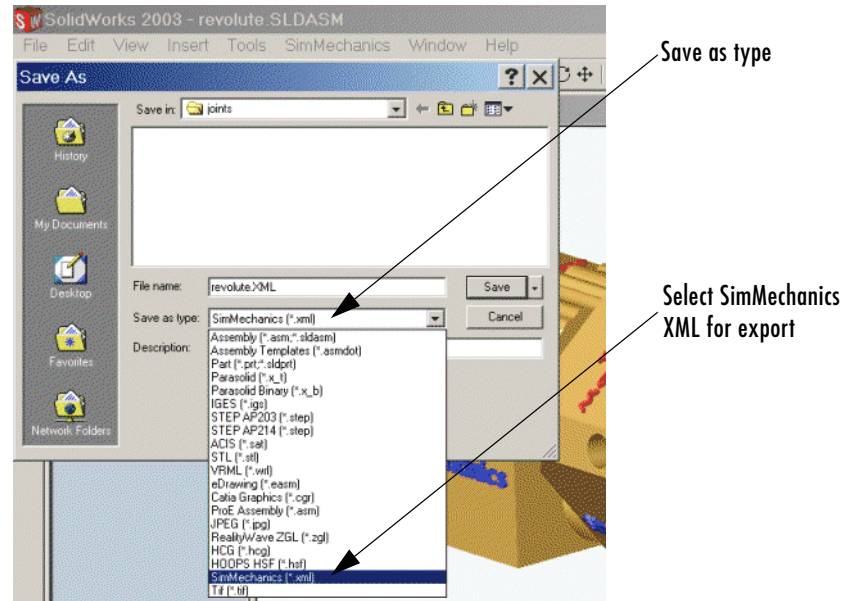 SolidWorks 2003 - revolute.SLDASM
File Edit View Insert Tools SimMechanics Window Help
Save as type
Save As
Save in: joints
History
My Documents
Desktop
Favorites
Network Folders
File name: revolute.XML Save
Save as type: SimMechanics (*.xml) Cancel
Description:
Select SimMechanics
XML for export
Assembly (*.asm;*.sldasm)
Assembly Templates (*.asmdot)
Part (*.prt;*.sldprt)
Parasolid (*.x_t)
Parasolid Binary (*.x_b)
IGES (*.igs)
STEP AP203 (*.step)
STEP AP214 (*.step)
ACIS (*.sat)
STL (*.stl)
VRML (*.wrl)
eDrawing (*.easm)
Catia Graphics (*.cgr)
ProE Assembly (*.asm)
JPEG (*.jpg)
RealityWave ZGL (*.zgl)
HCG (*.hcg)
HOOPS HSF (*.hsf)
SimMechanics (*.xml)
Tif (*.tif)